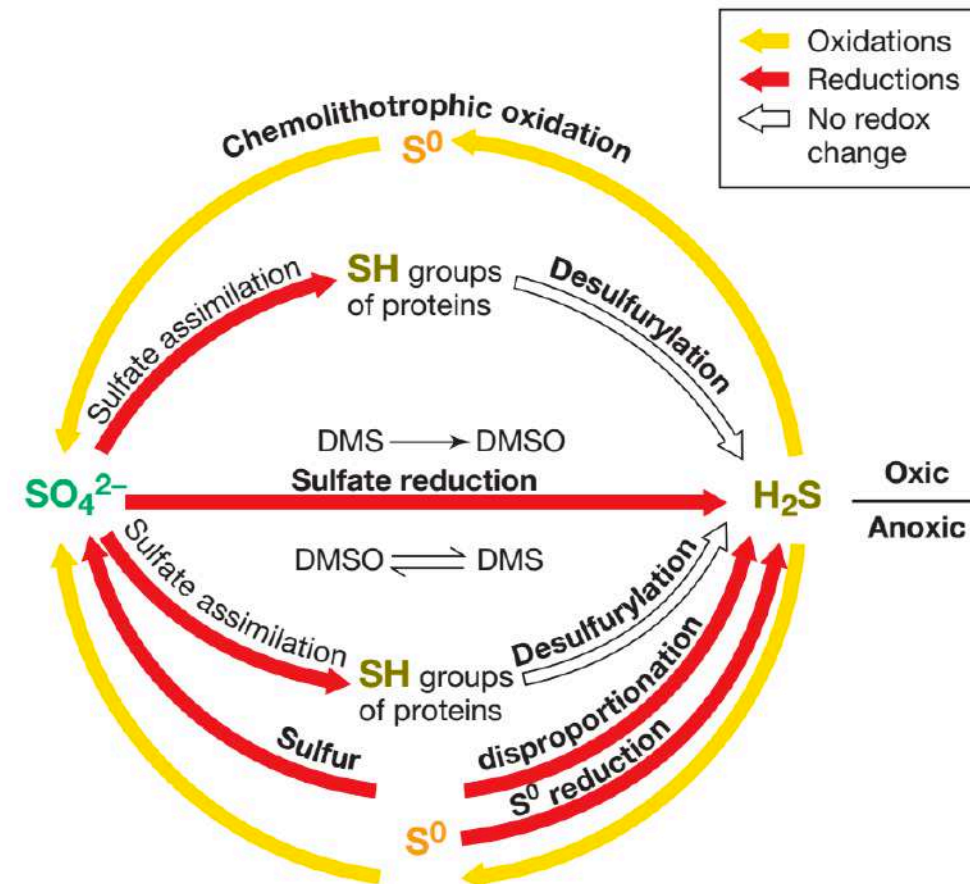 Oxidations
Reductions
No redox
change
Chemolithotrophic oxidation
S⁰
Sulfate assimilation
SH groups
of proteins
Desulfurylation
DMS → DMSO
Sulfate reduction
SO₄²⁻
H₂S
Oxic
Anoxic
DMSO ⇌ DMS
Sulfate assimilation
SH groups
of proteins
Desulfurylation
Sulfur
disproportionation
S⁰ reduction
S⁰